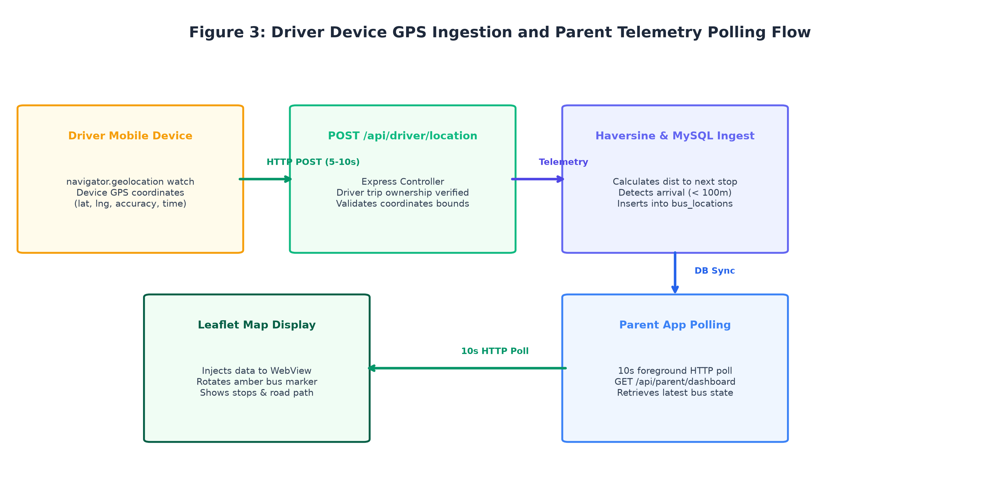 Figure 3: Driver Device GPS Ingestion and Parent Telemetry Polling Flow
Driver Mobile Device
navigator.geolocation watch
Device GPS coordinates
(lat, lng, accuracy, time)
HTTP POST (5-10s)
POST /api/driver/location
Express Controller
Driver trip ownership verified
Validates coordinates bounds
Telemetry
Haversine & MySQL Ingest
Calculates dist to next stop
Detects arrival (< 100m)
Inserts into bus_locations
DB Sync
Parent App Polling
10s foreground HTTP poll
GET /api/parent/dashboard
Retrieves latest bus state
10s HTTP Poll
Leaflet Map Display
Injects data to WebView
Rotates amber bus marker
Shows stops & road path